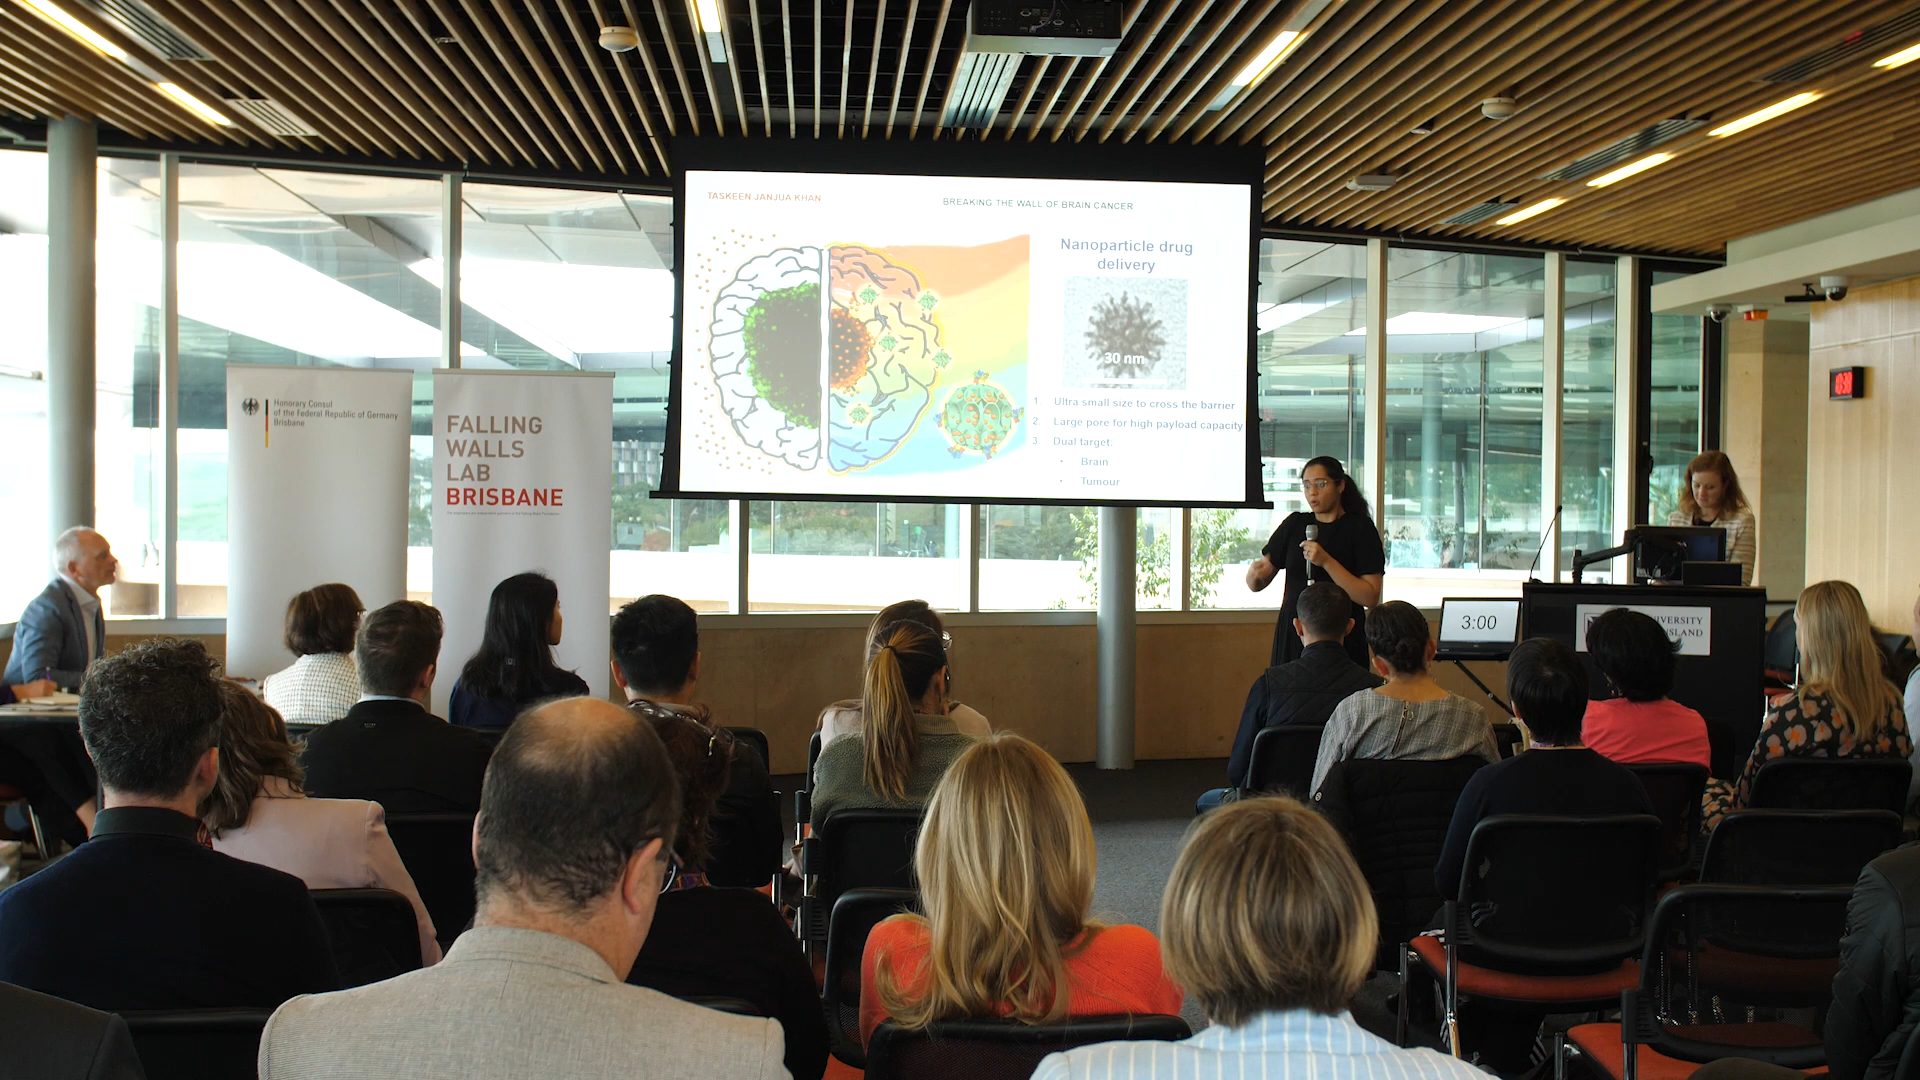 TASKEEN JANJUA KHAN
BREAKING THE WALL OF BRAIN CANCER
Nanoparticle drug
delivery
30 nm
1. Ultra small size to cross the barrier
2. Large pore for high payload capacity
3. Dual target:
• Brain
• Tumour
Honorary Consul
of the Federal Republic of Germany
Brisbane
FALLING
WALLS
LAB
BRISBANE
3:00